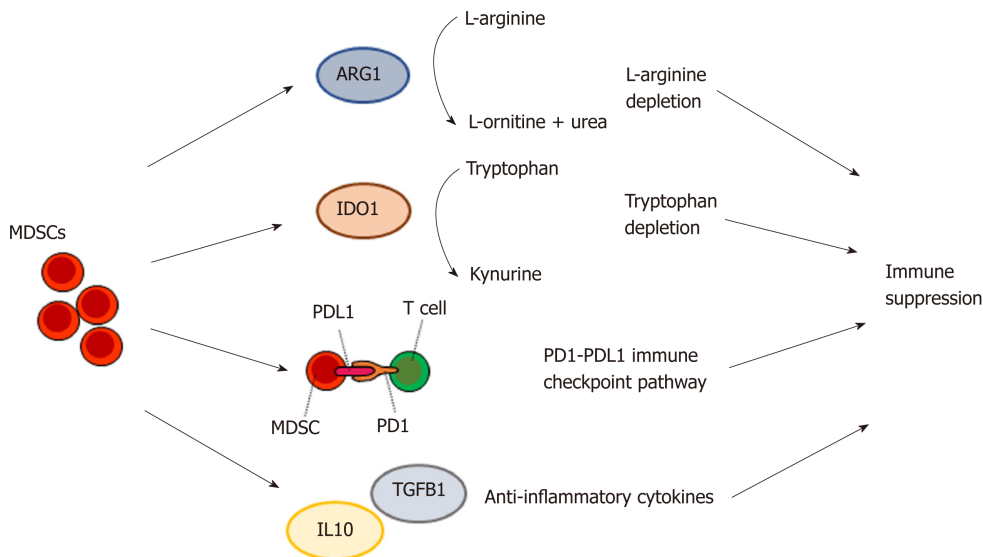 MDSCs
ARG1
L-arginine
L-ornitine + urea
L-arginine
depletion
IDO1
Tryptophan
Kynurine
Tryptophan
depletion
PDL1
T cell
MDSC
PD1
PD1-PDL1 immune
checkpoint pathway
IL10
TGFB1
Anti-inflammatory cytokines
Immune
suppression